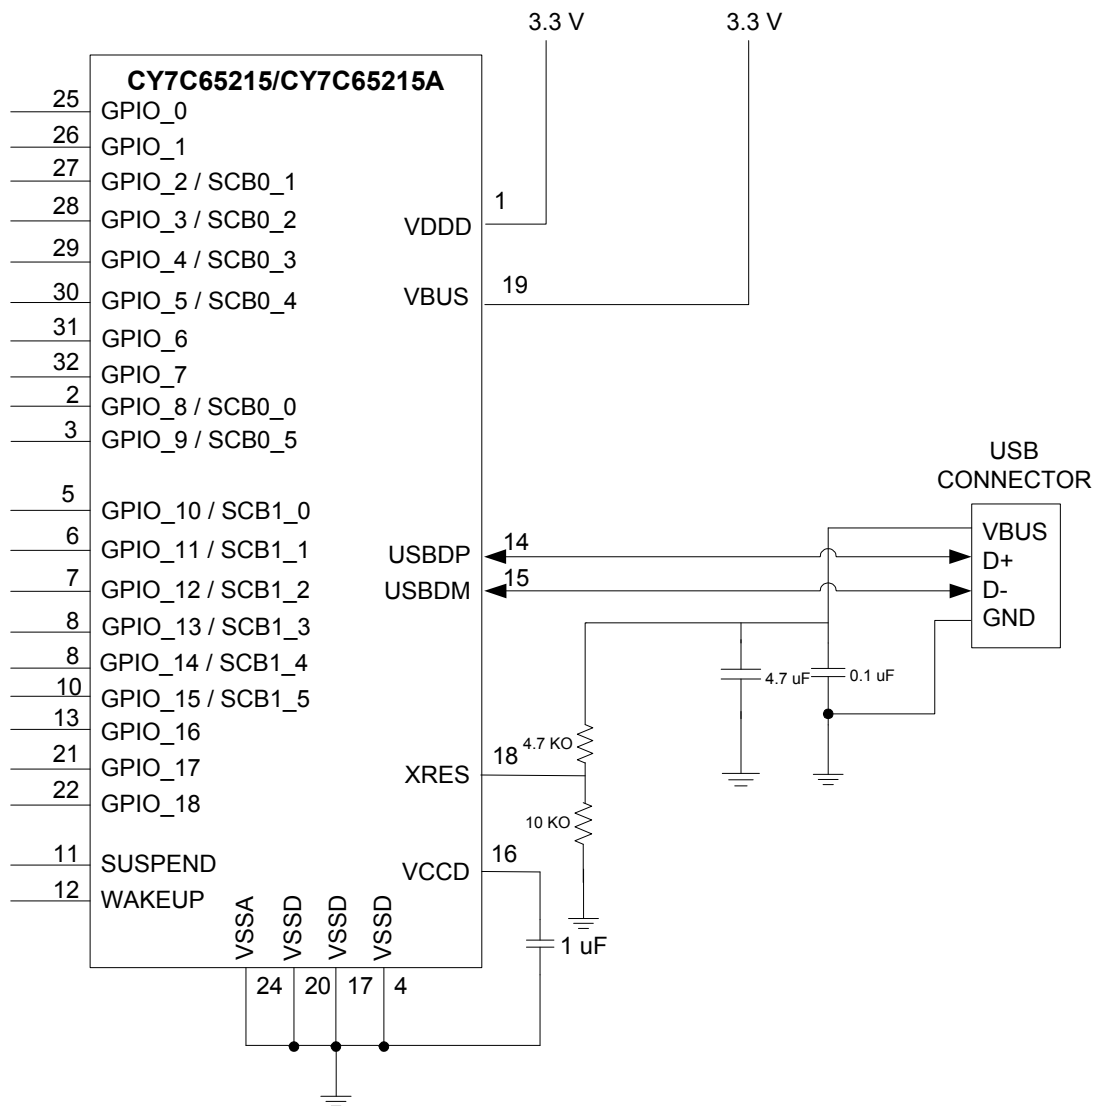 3.3 V
3.3 V
CY7C65215/CY7C65215A
25
GPIO_0
26
GPIO_1
27
GPIO_2 / SCB0_1
28
GPIO_3 / SCB0_2
29
GPIO_4 / SCB0_3
30
GPIO_5 / SCB0_4
31
GPIO_6
32
GPIO_7
2
GPIO_8 / SCB0_0
3
GPIO_9 / SCB0_5
5
GPIO_10 / SCB1_0
6
GPIO_11 / SCB1_1
7
GPIO_12 / SCB1_2
8
GPIO_13 / SCB1_3
8
GPIO_14 / SCB1_4
10
GPIO_15 / SCB1_5
13
GPIO_16
21
GPIO_17
22
GPIO_18
11
SUSPEND
12
WAKEUP
VDDD
1
VBUS
19
USBDP
14
USBDM
15
XRES
18
VCCD
16
VSSA
VSSD
VSSD
VSSD
24
20
17
4
1 uF
4.7 KO
10 KO
4.7 uF
0.1 uF
USB
CONNECTOR
VBUS
D+
D-
GND